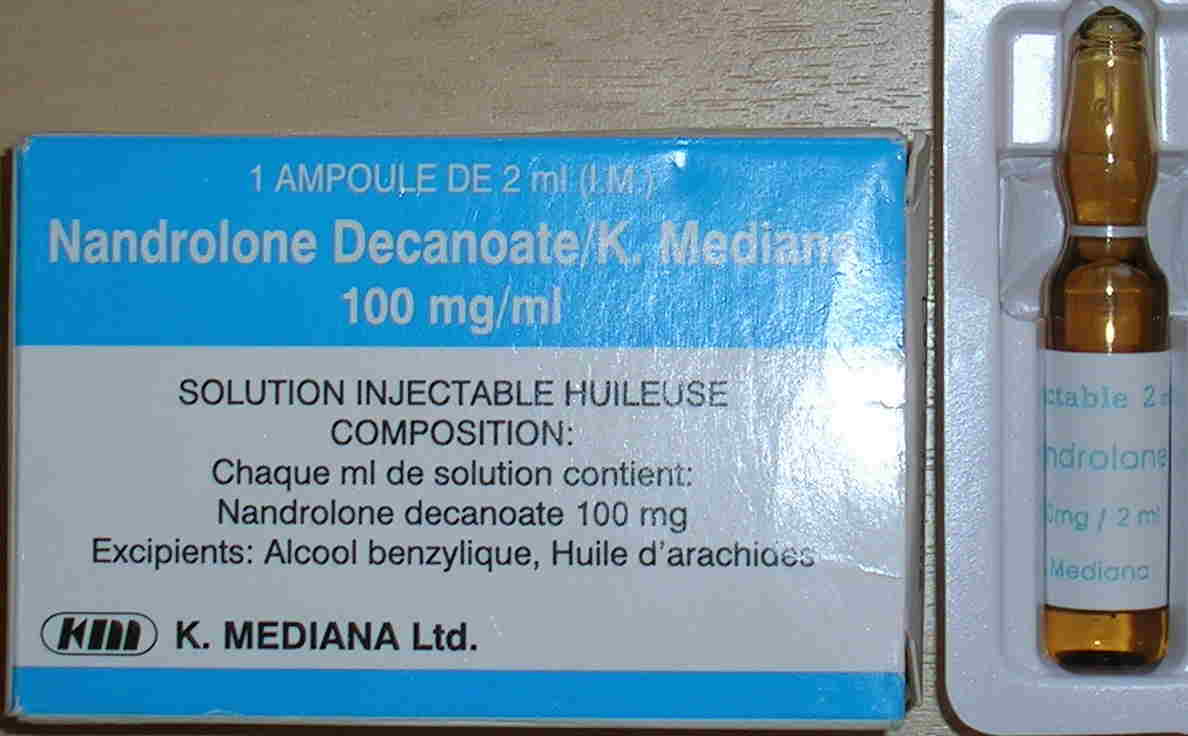 1 AMPOULE DE 2 ml (I.M.)
Nandrolone Decanoate/K. Mediana
100 mg/ml
SOLUTION INJECTABLE HUILEUSE
COMPOSITION:
Chaque ml de solution contient:
Nandrolone decanoate 100 mg
Excipients: Alcool benzylique, Huile d'arachides
KM K. MEDIANA Ltd.
ctable 2
ndrolone
0mg / 2 ml
Mediana